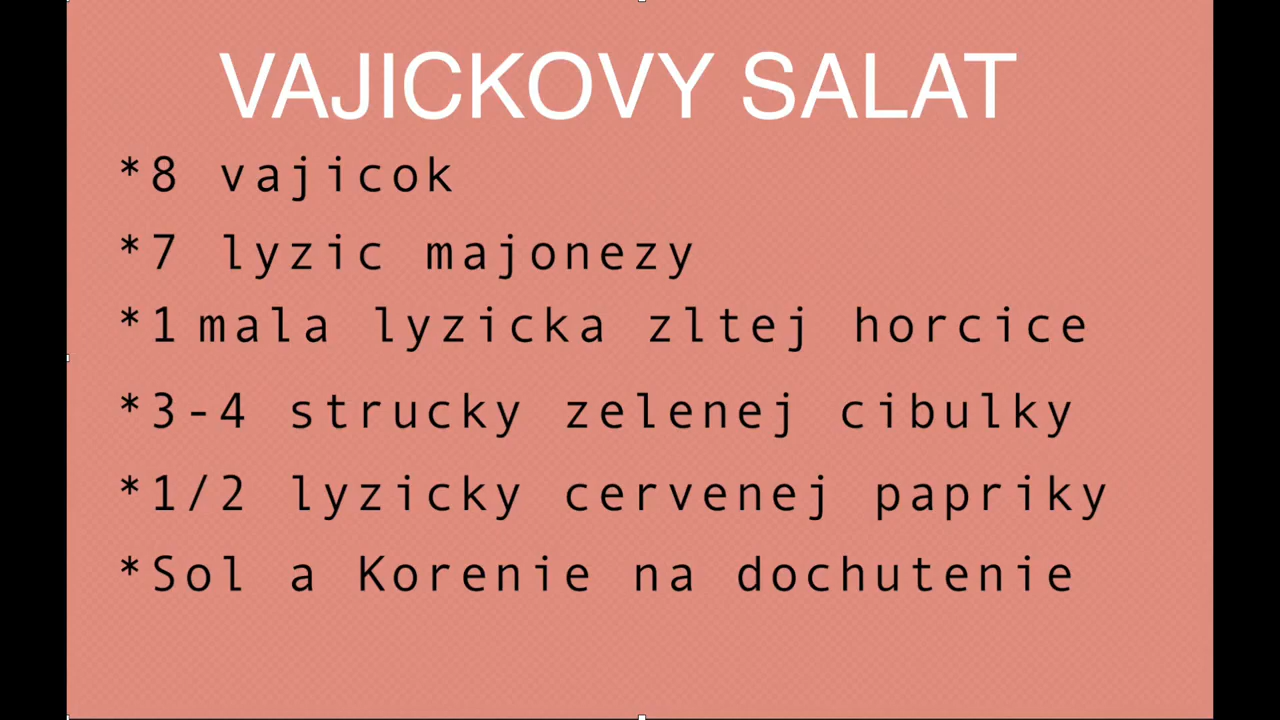 VAJICKOVY SALAT
*8 vajicok
*7 lyzic majonezy
*1 mala lyzicka zltej horcice
*3-4 strucky zelenej cibulky
*1/2 lyzicky cervenej papriky
*Sol a Korenie na dochutenie